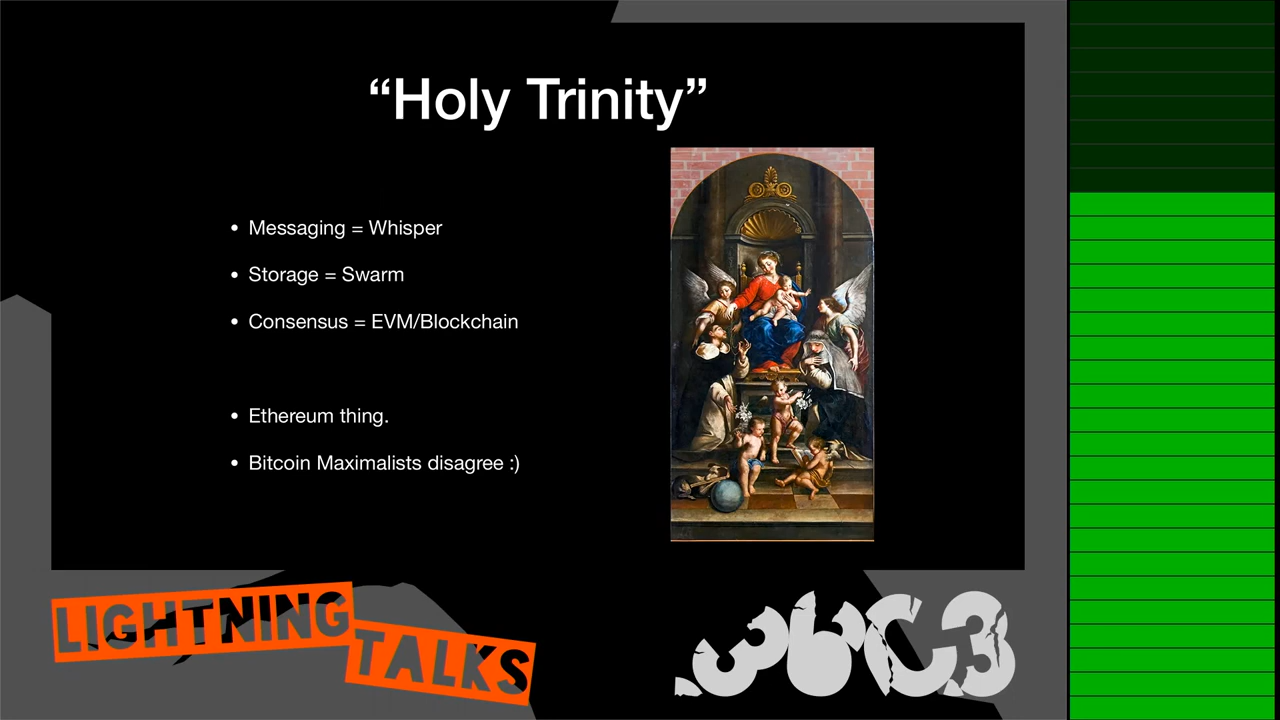 “Holy Trinity”
• Messaging = Whisper
• Storage = Swarm
• Consensus = EVM/Blockchain
• Ethereum thing.
• Bitcoin Maximalists disagree :)
LIGHTNING
TALKS
36C3